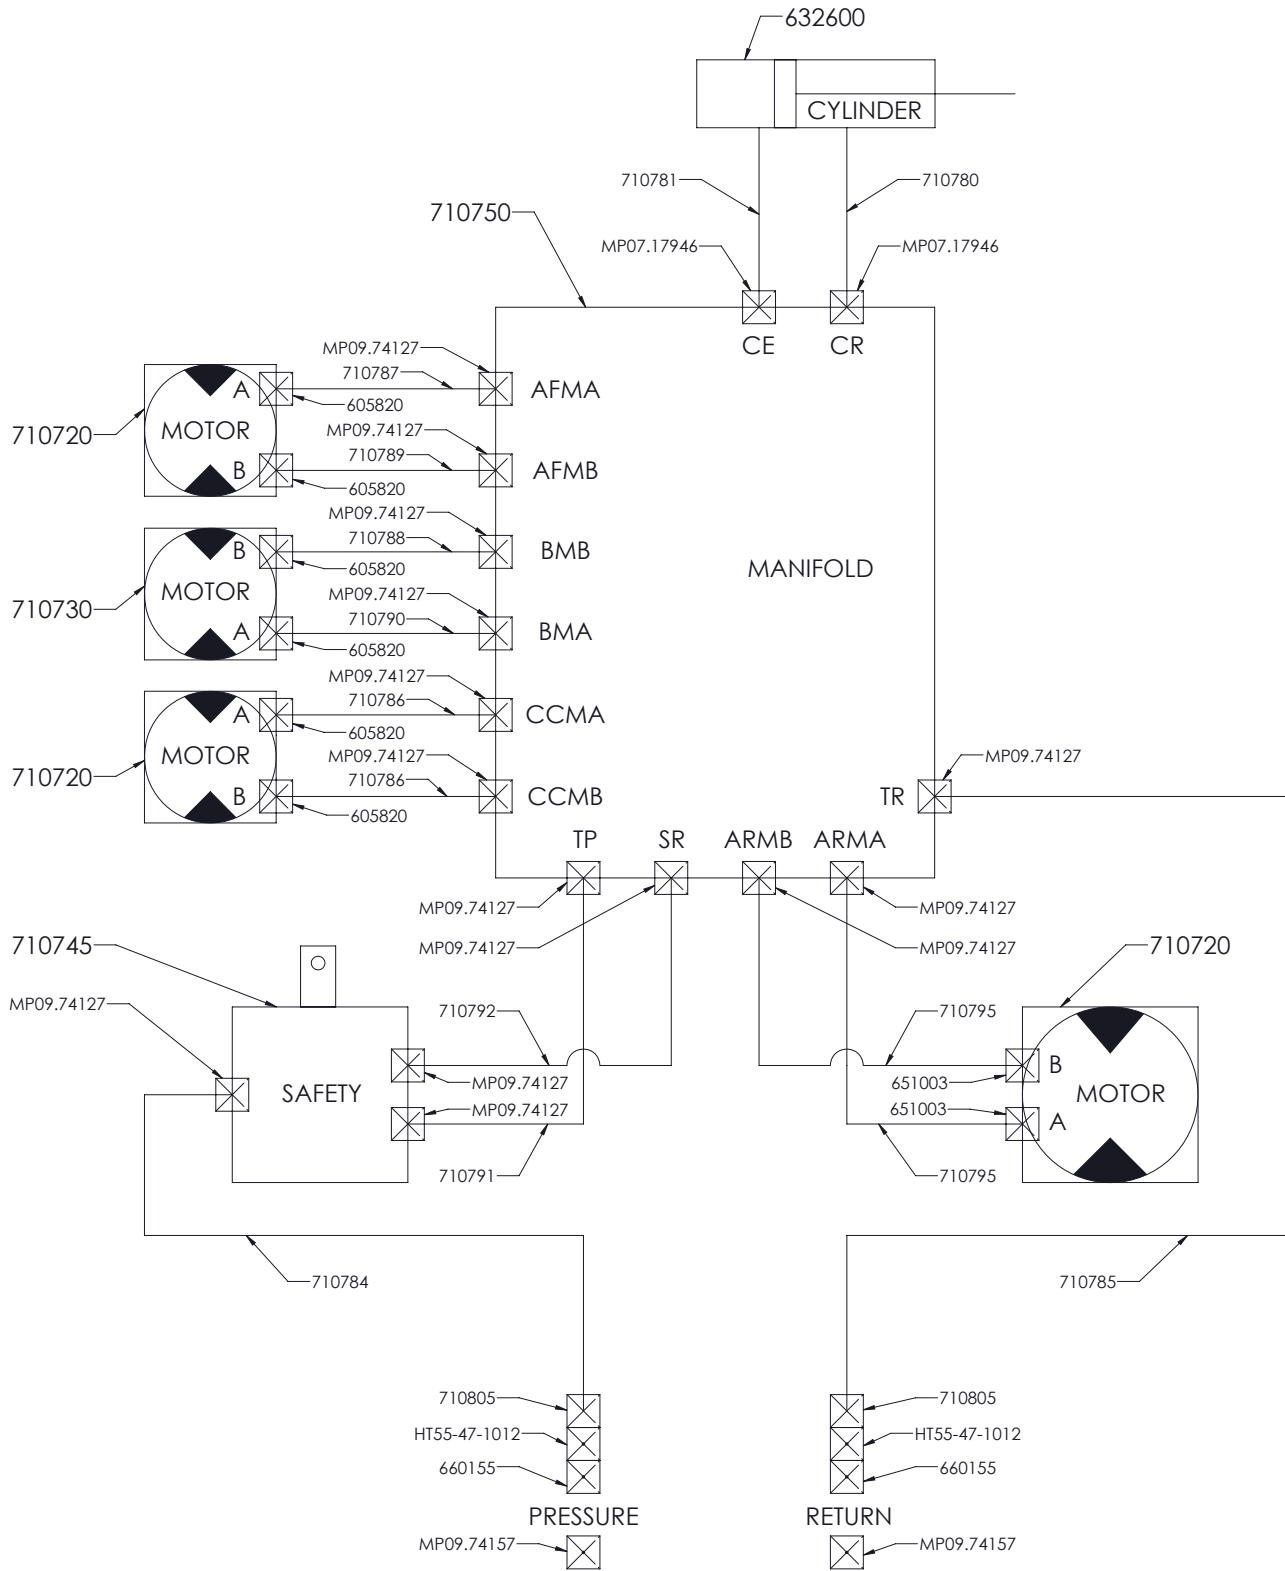 632600
CYLINDER
710781
710780
710750
MP07.17946
MP07.17946
CE
CR
MP09.74127
710787
A
AFMA
605820
710720
MOTOR
MP09.74127
710789
B
AFMB
605820
MP09.74127
710788
B
BMB
605820
MANIFOLD
710730
MOTOR
MP09.74127
710790
A
BMA
605820
MP09.74127
710786
A
CCMA
605820
710720
MOTOR
MP09.74127
710786
B
CCMB
605820
MP09.74127
TR
TP
SR
ARMB
ARMA
MP09.74127
MP09.74127
MP09.74127
MP09.74127
710745
710720
MP09.74127
710792
710795
B
MP09.74127
651003
SAFETY
MOTOR
MP09.74127
651003
A
710791
710795
710784
710785
710805
710805
HT55-47-1012
HT55-47-1012
660155
660155
PRESSURE
RETURN
MP09.74157
MP09.74157